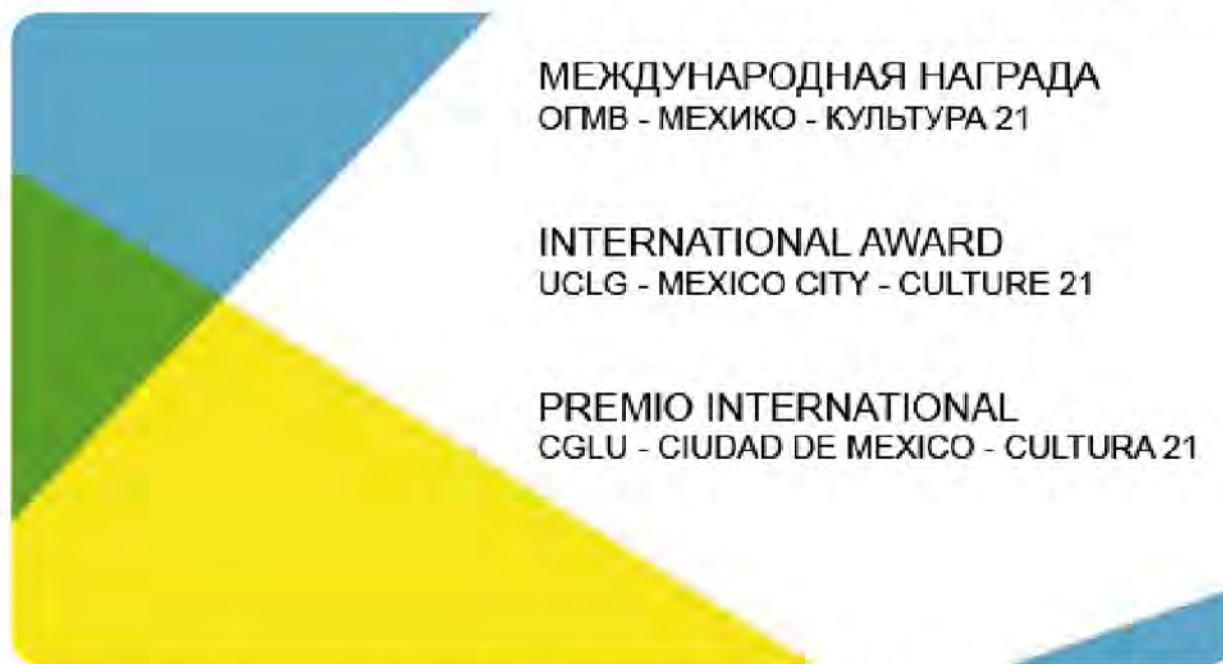 МЕЖДУНАРОДНАЯ НАГРАДА
ОГМВ - МЕХИКО - КУЛЬТУРА 21
INTERNATIONAL AWARD
UCLG - MEXICO CITY - CULTURE 21
PREMIO INTERNATIONAL
CGLU - CIUDAD DE MEXICO - CULTURA 21